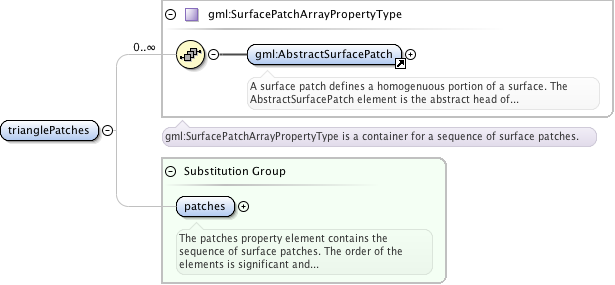 gml:SurfacePatchArrayPropertyType
0..∞
gml:AbstractSurfacePatch
A surface patch defines a homogenuous portion of a surface. The
AbstractSurfacePatch element is the abstract head of...
trianglePatches
gml:SurfacePatchArrayPropertyType is a container for a sequence of surface patches.
Substitution Group
patches
The patches property element contains the
sequence of surface patches. The order of the
elements is significant and...